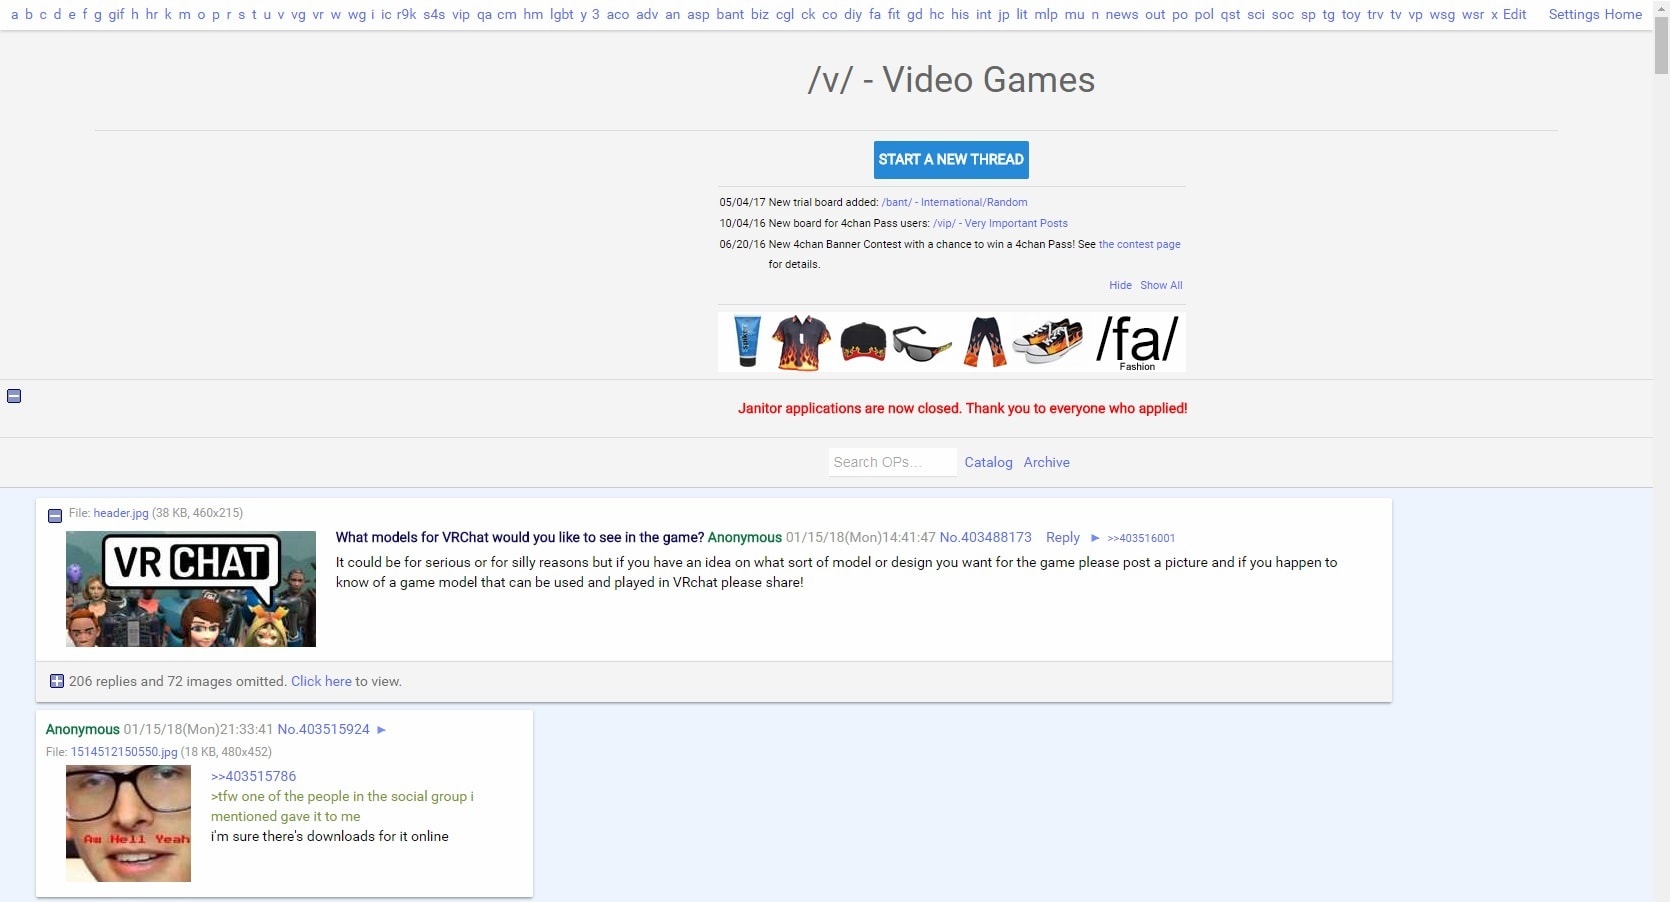 a b c d e f g gif h hr k m o p r s t u v vg vr w wg i ic r9k s4s vip qa cm hm lgbt y 3 aco adv an asp bant biz cgl ck co diy fa fit gd hc his int jp lit mlp mu n news out po pol qst sci soc sp tg toy trv tv vp wsg wsr x Edit Settings Home
/v/ - Video Games
START A NEW THREAD
05/04/17 New trial board added: /bant/ - International/Random
10/04/16 New board for 4chan Pass users: /vip/ - Very Important Posts
06/20/16 New 4chan Banner Contest with a chance to win a 4chan Pass! See the contest page
for details.
Hide Show All
spiker
/fa/
Fashion
Janitor applications are now closed. Thank you to everyone who applied!
Search OPs... Catalog Archive
File: header.jpg (38 KB, 460x215)
VR CHAT
What models for VRChat would you like to see in the game? Anonymous 01/15/18(Mon)14:41:47 No.403488173 Reply ► >>403516001
It could be for serious or for silly reasons but if you have an idea on what sort of model or design you want for the game please post a picture and if you happen to
know of a game model that can be used and played in VRchat please share!
206 replies and 72 images omitted. Click here to view.
Anonymous 01/15/18(Mon)21:33:41 No.403515924 ►
File: 1514512150550.jpg (18 KB, 480x452)
Aw Hell Yeah
>>403515786
>tfw one of the people in the social group i
mentioned gave it to me
i'm sure there's downloads for it online